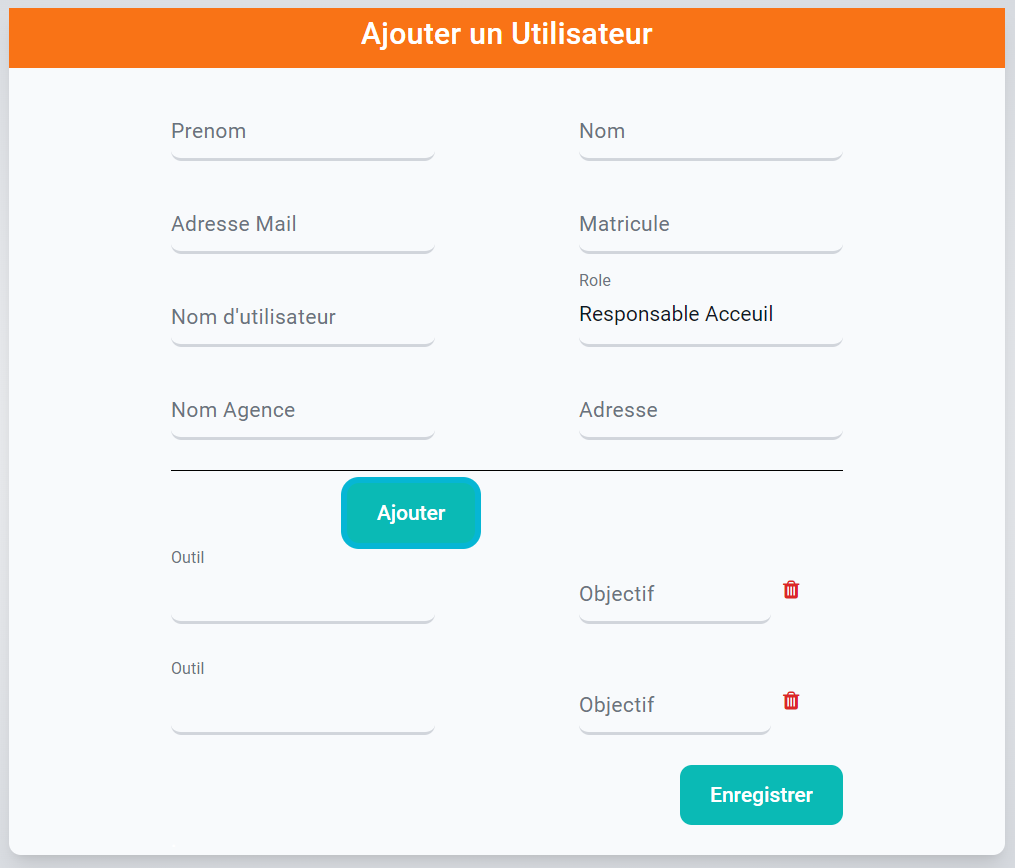 Ajouter un Utilisateur
Prenom
Nom
Adresse Mail
Matricule
Nom d'utilisateur
Role
Responsable Acceuil
Nom Agence
Adresse
Ajouter
Outil
Objectif
Outil
Objectif
Enregistrer